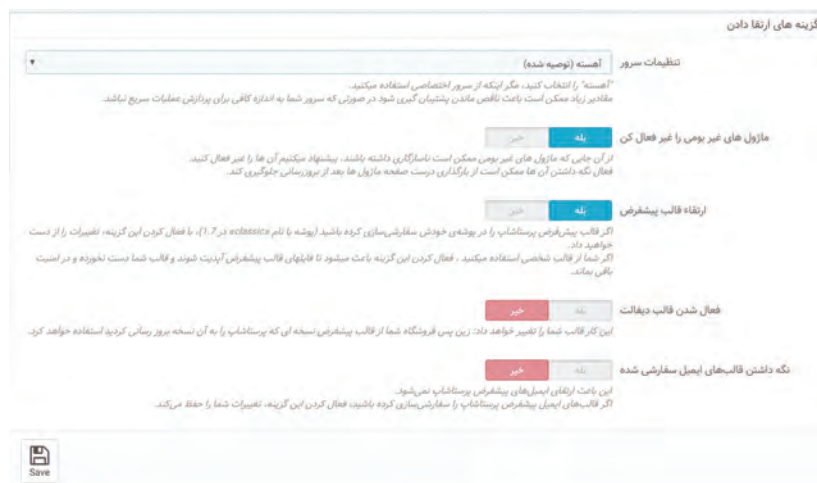 گزینه های ارتقا دادن
تنظیمات سرور
آهسته (توصیه شده)
"آهسته" را انتخاب کنید، مگر اینکه از سرور اختصاصی استفاده میکنید.
مقادیر زیاد ممکن است باعث ناقص ماندن پشتیبان گیری شود در صورتی که سرور شما به اندازه کافی برای پردازش عملیات سریع نباشد.
ماژول های غیر بومی را غیر فعال کن
بله خیر
از آن جایی که ماژول های غیر بومی ممکن است ناسازگاری داشته باشند، پیشنهاد میکنیم آن ها را غیر فعال کنید.
فعال نگه داشتن آن ها ممکن است از بارگذاری درست صفحه ماژول ها بعد از بروزرسانی جلوگیری کند.
ارتقاء قالب پیشفرض
بله خیر
اگر قالب پیش‌فرض پرستاشاپ را در پوشه‌ی خودش سفارشی‌سازی کرده باشید (پوشه با نام classics در 1.7)، با فعال کردن این گزینه، تغییرات را از دست
خواهید داد.
اگر شما از قالب شخصی استفاده میکنید ، فعال کردن این گزینه باعث میشود تا فایلهای قالب پیشفرض آپدیت شوند و قالب شما دست نخورده و در امنیت
باقی بماند.
فعال شدن قالب دیفالت
بله خیر
این کار قالب شما را تغییر خواهد داد: زین پس فروشگاه شما از قالب پیشفرض نسخه ای که پرستاشاپ را به آن نسخه بروز رسانی کردید استفاده خواهد کرد.
نگه داشتن قالب‌های ایمیل سفارشی شده
بله خیر
این باعث ارتقای ایمیل‌های پیشفرض پرستاشاپ نمی‌شود.
اگر قالب‌های ایمیل پیشفرض پرستاشاپ را سفارشی‌سازی کرده باشید، فعال کردن این گزینه، تغییرات شما را حفظ می‌کند.
Save